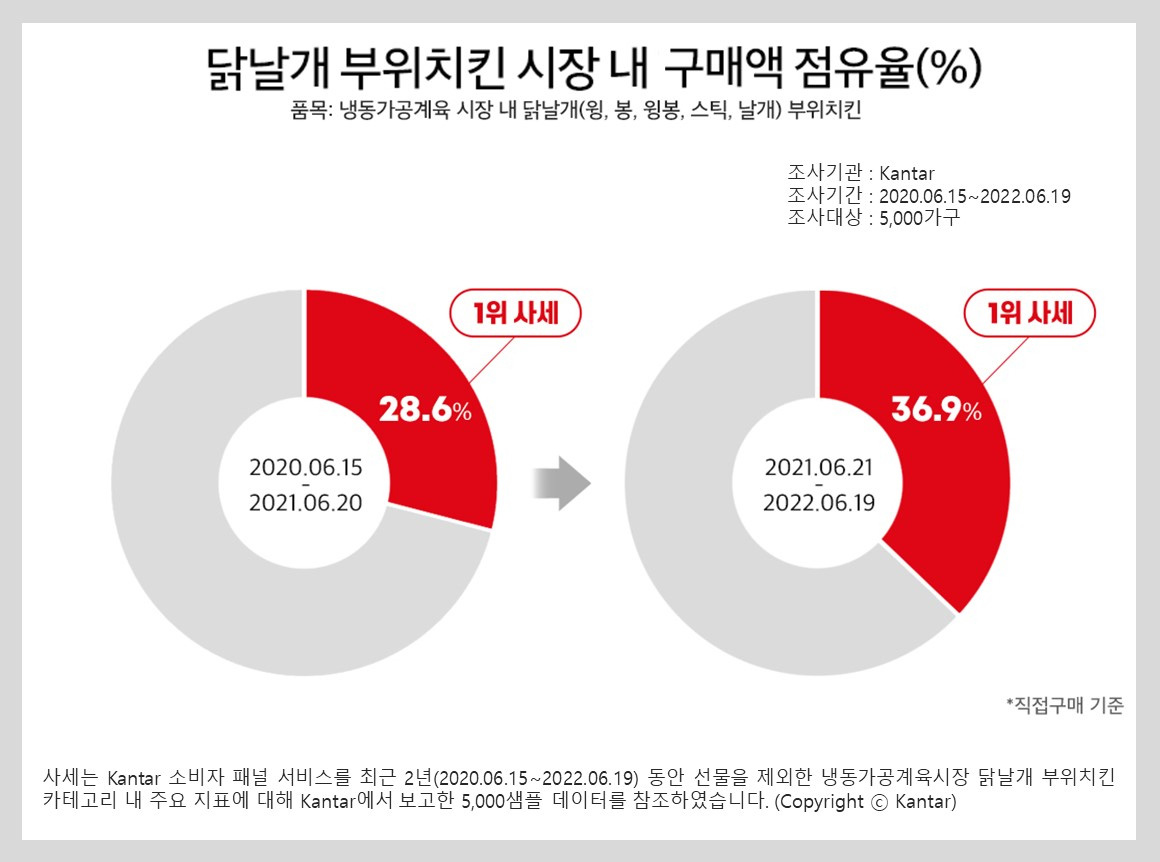 닭날개 부위치킨 시장 내 구매액 점유율(%)
품목: 냉동가공계육 시장 내 닭날개(윙, 봉, 윙봉, 스틱, 날개) 부위치킨
조사기관 : Kantar
조사기간 : 2020.06.15~2022.06.19
조사대상 : 5,000가구
1위 사세
28.6%
2020.06.15
-
2021.06.20
1위 사세
36.9%
2021.06.21
-
2022.06.19
*직접구매 기준
사세는 Kantar 소비자 패널 서비스를 최근 2년(2020.06.15~2022.06.19) 동안 선물을 제외한 냉동가공계육시장 닭날개 부위치킨
카테고리 내 주요 지표에 대해 Kantar에서 보고한 5,000샘플 데이터를 참조하였습니다. (Copyright ⓒ Kantar)